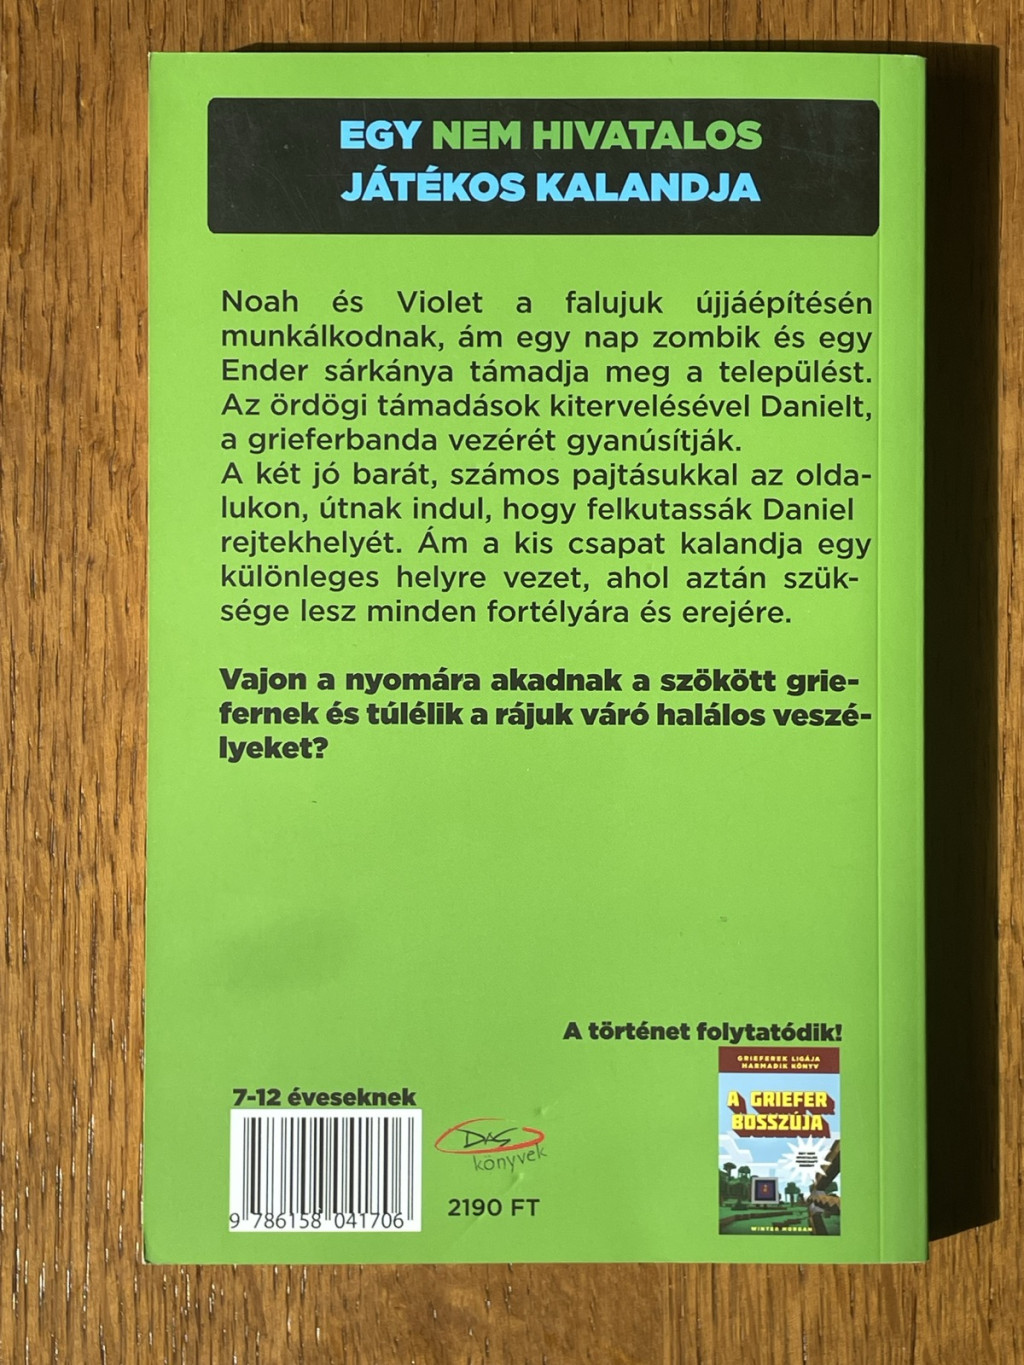 EGY NEM HIVATALOS
JÁTÉKOS KALANDJA
Noah és Violet a falujuk újjáépítésén
munkálkodnak, ám egy nap zombik és egy
Ender sárkánya támadja meg a települést.
Az ördögi támadások kitervelésével Danielt,
a grieferbanda vezérét gyanúsítják.
A két jó barát, számos pajtásukkal az olda-
lukon, útnak indul, hogy felkutassák Daniel
rejtekhelyét. Ám a kis csapat kalandja egy
különleges helyre vezet, ahol aztán szük-
sége lesz minden fortélyára és erejére.
Vajon a nyomára akadnak a szökött grie-
fernek és túlélik a rájuk váró halálos veszé-
lyeket?
A történet folytatódik!
GRIEFEREK LIGÁJA
HARMADIK KÖNYV
A GRIEFER
BOSSZÚJA
WINTER MORGAN
7-12 éveseknek
9 786158 041706
DAS
könyvek
2190 FT